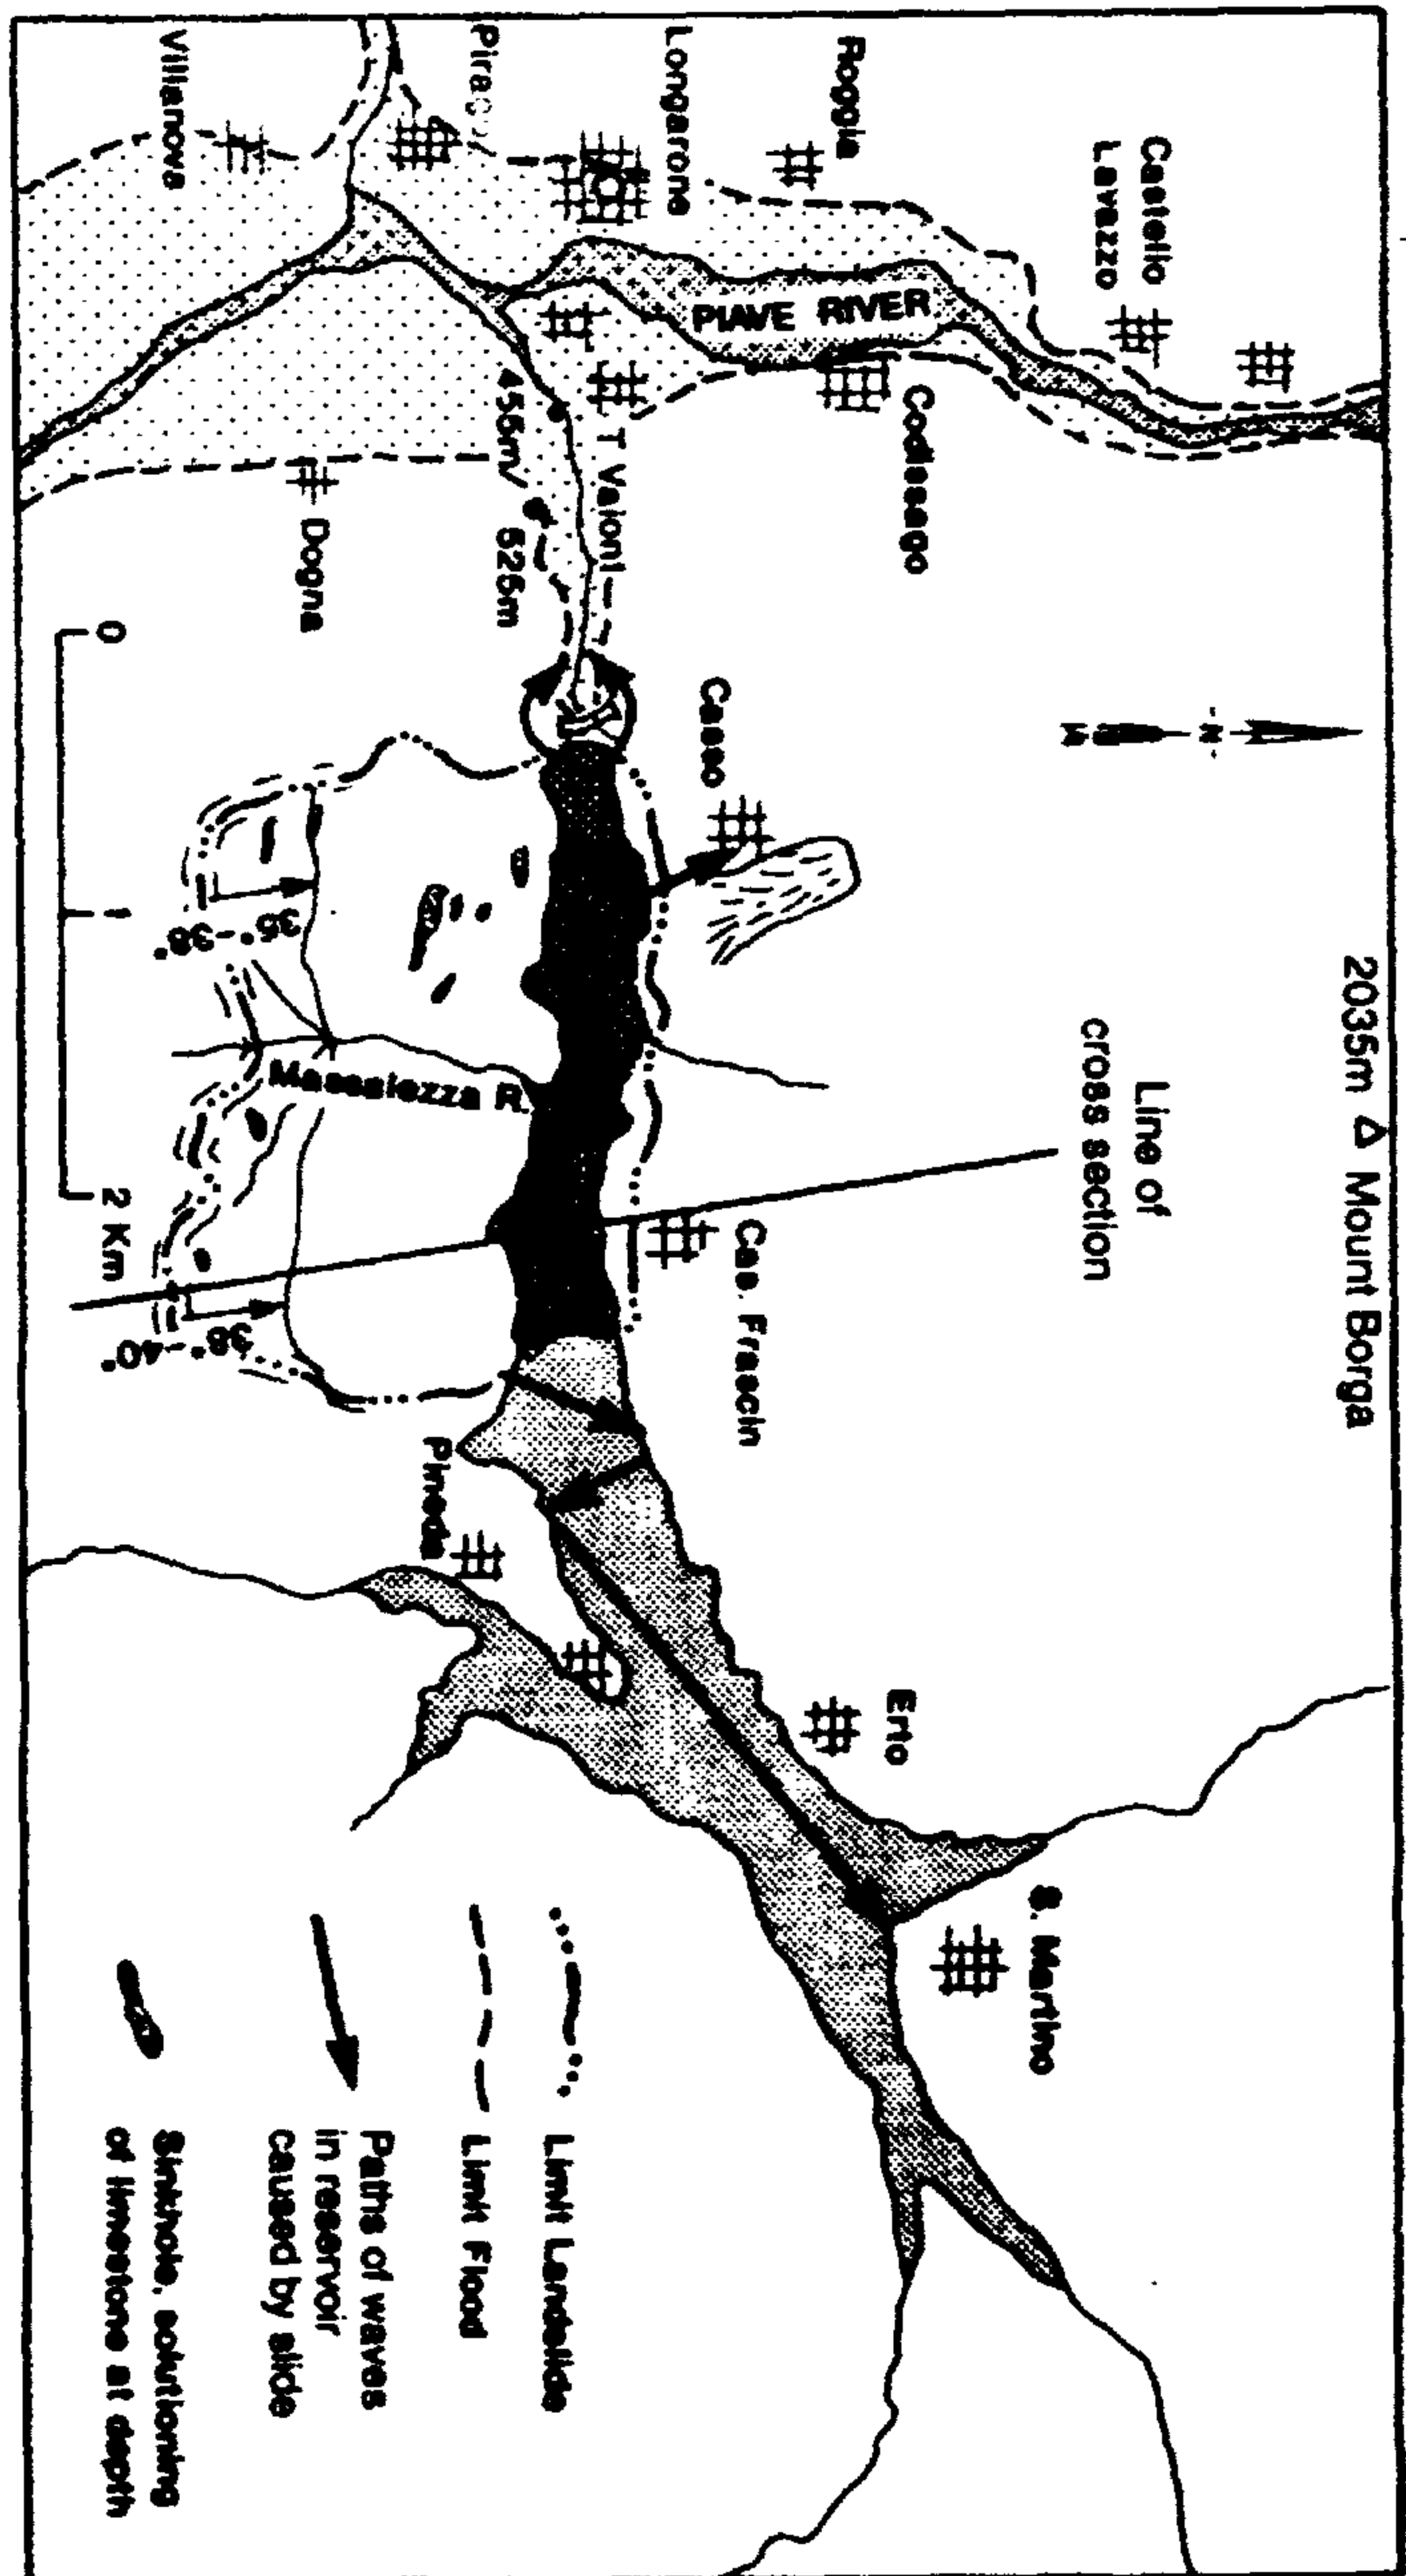 2035m Δ Mount Borga
Line of
cross section
Castello
Lavazzo
Roggia
Longarone
Villanova
PIAVE RIVER
Codissago
T Vaiont
455m/
525m
Dogna
N
Casso
Cas. Frascin
Erto
S. Martino
Massalezza R.
Pineda
35°-38°
38°-40°
0
1
2 Km
Limit Landslide
Limit Flood
Paths of waves
in reservoir
caused by slide
Sinkhole, solutioning
of limestone at depth